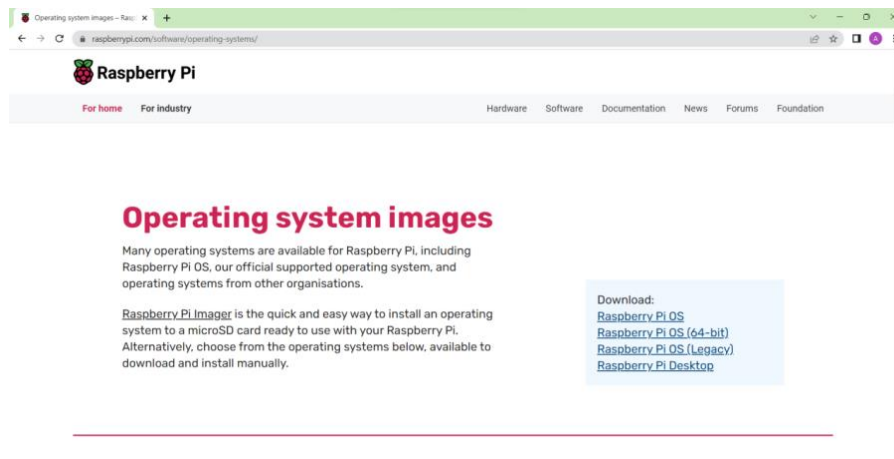 Operating system images – Rasp
raspberrypi.com/software/operating-systems/
A
Raspberry Pi
For home For industry Hardware Software Documentation News Forums Foundation
Operating system images
Many operating systems are available for Raspberry Pi, including
Raspberry Pi OS, our official supported operating system, and
operating systems from other organisations.
Raspberry Pi Imager is the quick and easy way to install an operating
system to a microSD card ready to use with your Raspberry Pi.
Alternatively, choose from the operating systems below, available to
download and install manually.
Download:
Raspberry Pi OS
Raspberry Pi OS (64-bit)
Raspberry Pi OS (Legacy)
Raspberry Pi Desktop